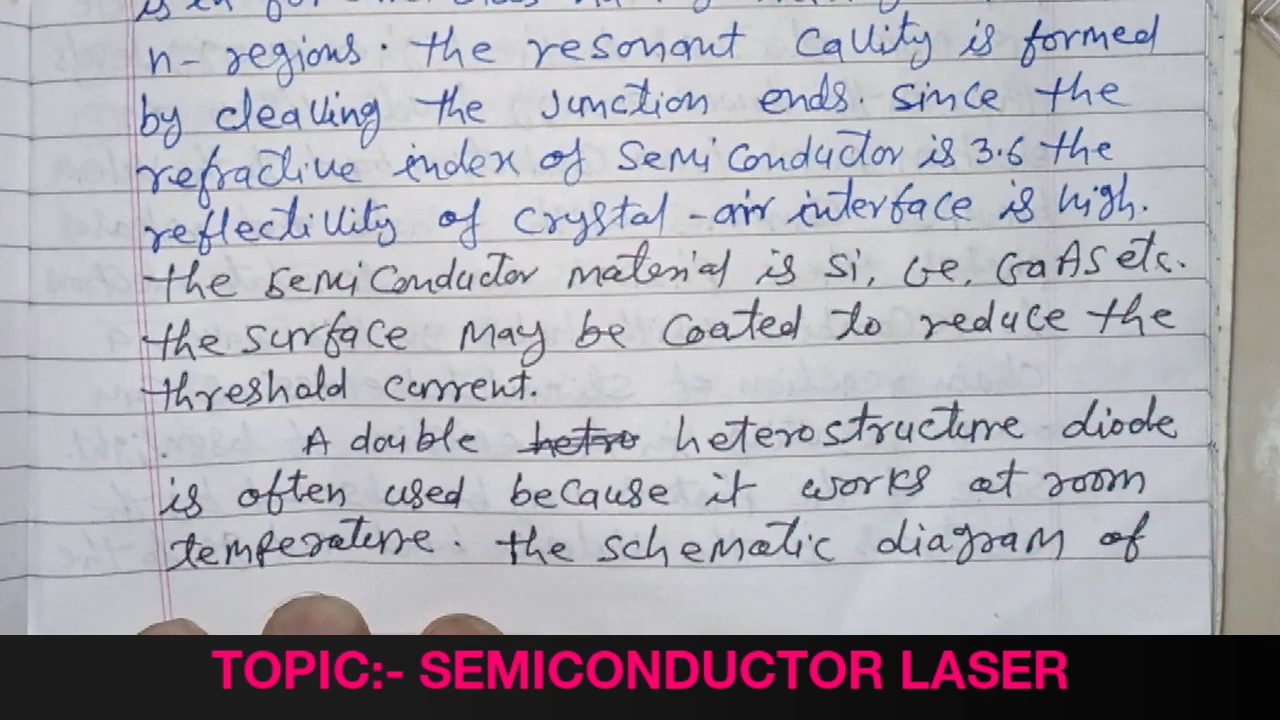 n- regions. the resonant cavity is formed
by cleaving the junction ends. since the
refractive index of semiconductor is 3.6 the
reflectivity of crystal-air interface is high.
the semiconductor material is Si, Ge, GaAs etc.
the surface may be coated to reduce the
threshold current.
A double hetro heterostructure diode
is often used because it works at room
temperature. the schematic diagram of
TOPIC:- SEMICONDUCTOR LASER